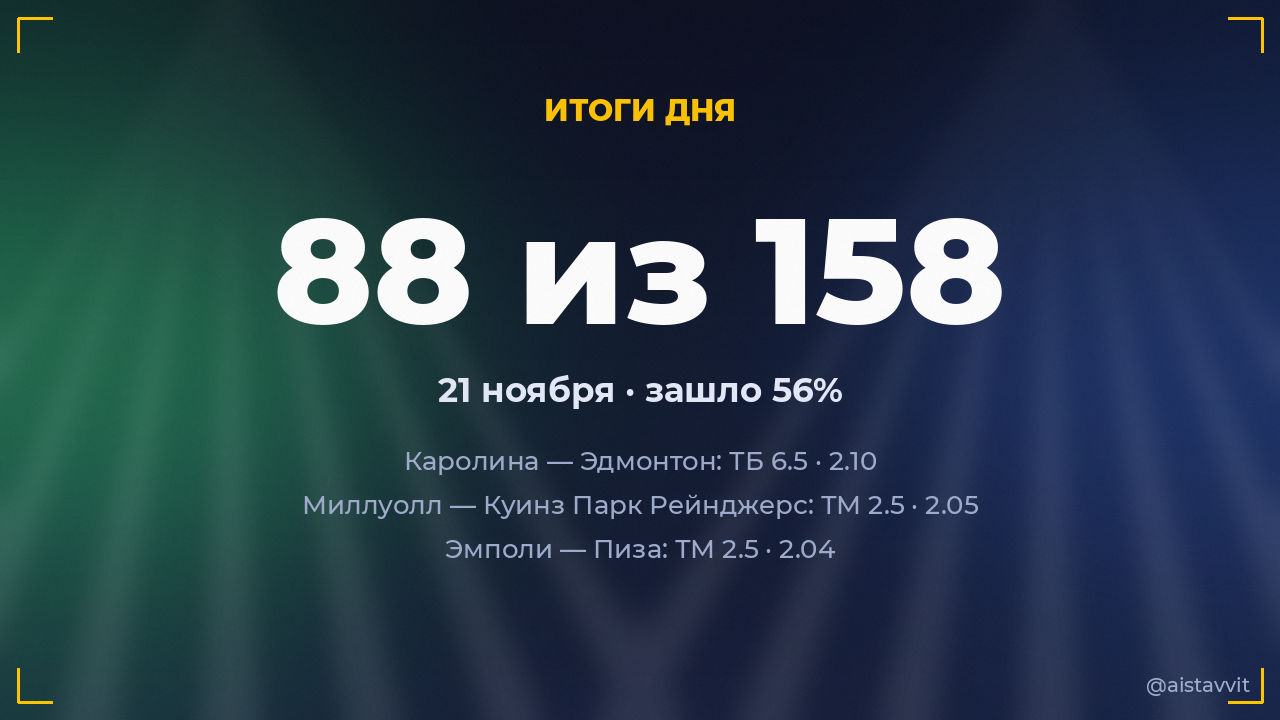 ИТОГИ ДНЯ
88 из 158
21 ноября · зашло 56%
Каролина — Эдмонтон: ТБ 6.5 · 2.10
Миллуолл — Куинз Парк Рейнджерс: ТМ 2.5 · 2.05
Эмполи — Пиза: ТМ 2.5 · 2.04
@aistavvit